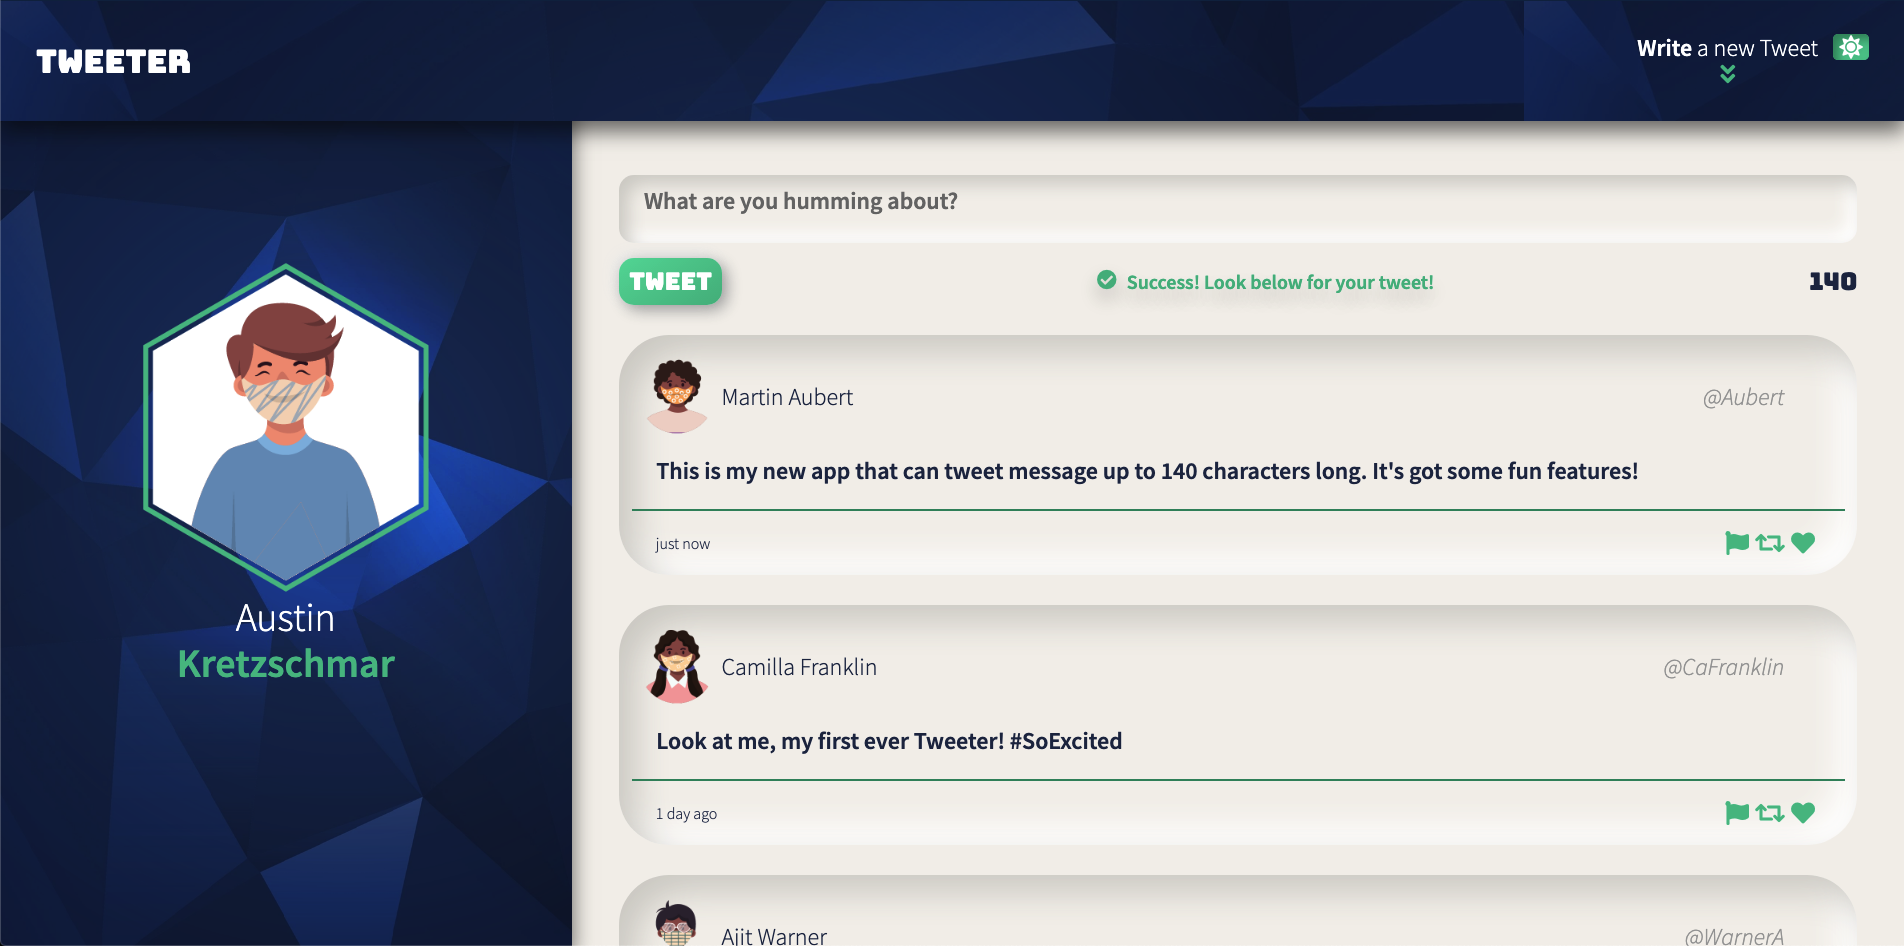 TWEETER
Write a new Tweet
Austin
Kretzschmar
What are you humming about?
TWEET
Success! Look below for your tweet!
140
Martin Aubert
@Aubert
This is my new app that can tweet message up to 140 characters long. It's got some fun features!
just now
Camilla Franklin
@CaFranklin
Look at me, my first ever Tweeter! #SoExcited
1 day ago
Ajit Warner
@WarnerA